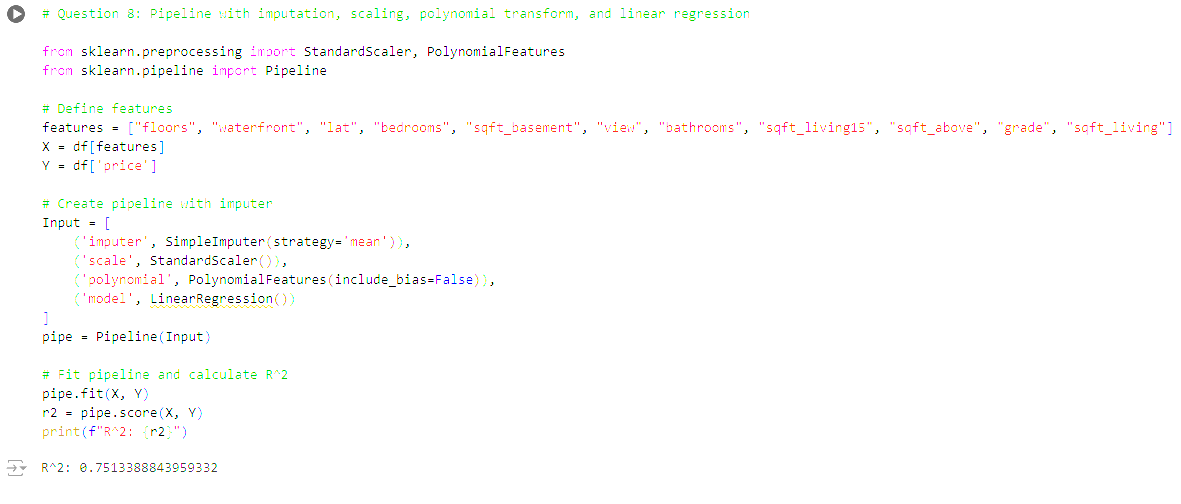 # Question 8: Pipeline with imputation, scaling, polynomial transform, and linear regression
from sklearn.preprocessing import StandardScaler, PolynomialFeatures
from sklearn.pipeline import Pipeline
# Define features
features = ["floors", "waterfront", "lat", "bedrooms", "sqft_basement", "view", "bathrooms", "sqft_living15", "sqft_above", "grade", "sqft_living"]
X = df[features]
Y = df['price']
# Create pipeline with imputer
Input = [
    ('imputer', SimpleImputer(strategy='mean')),
    ('scale', StandardScaler()),
    ('polynomial', PolynomialFeatures(include_bias=False)),
    ('model', LinearRegression())
]
pipe = Pipeline(Input)
# Fit pipeline and calculate R^2
pipe.fit(X, Y)
r2 = pipe.score(X, Y)
print(f"R^2: {r2}")
R^2: 0.7513388843959332